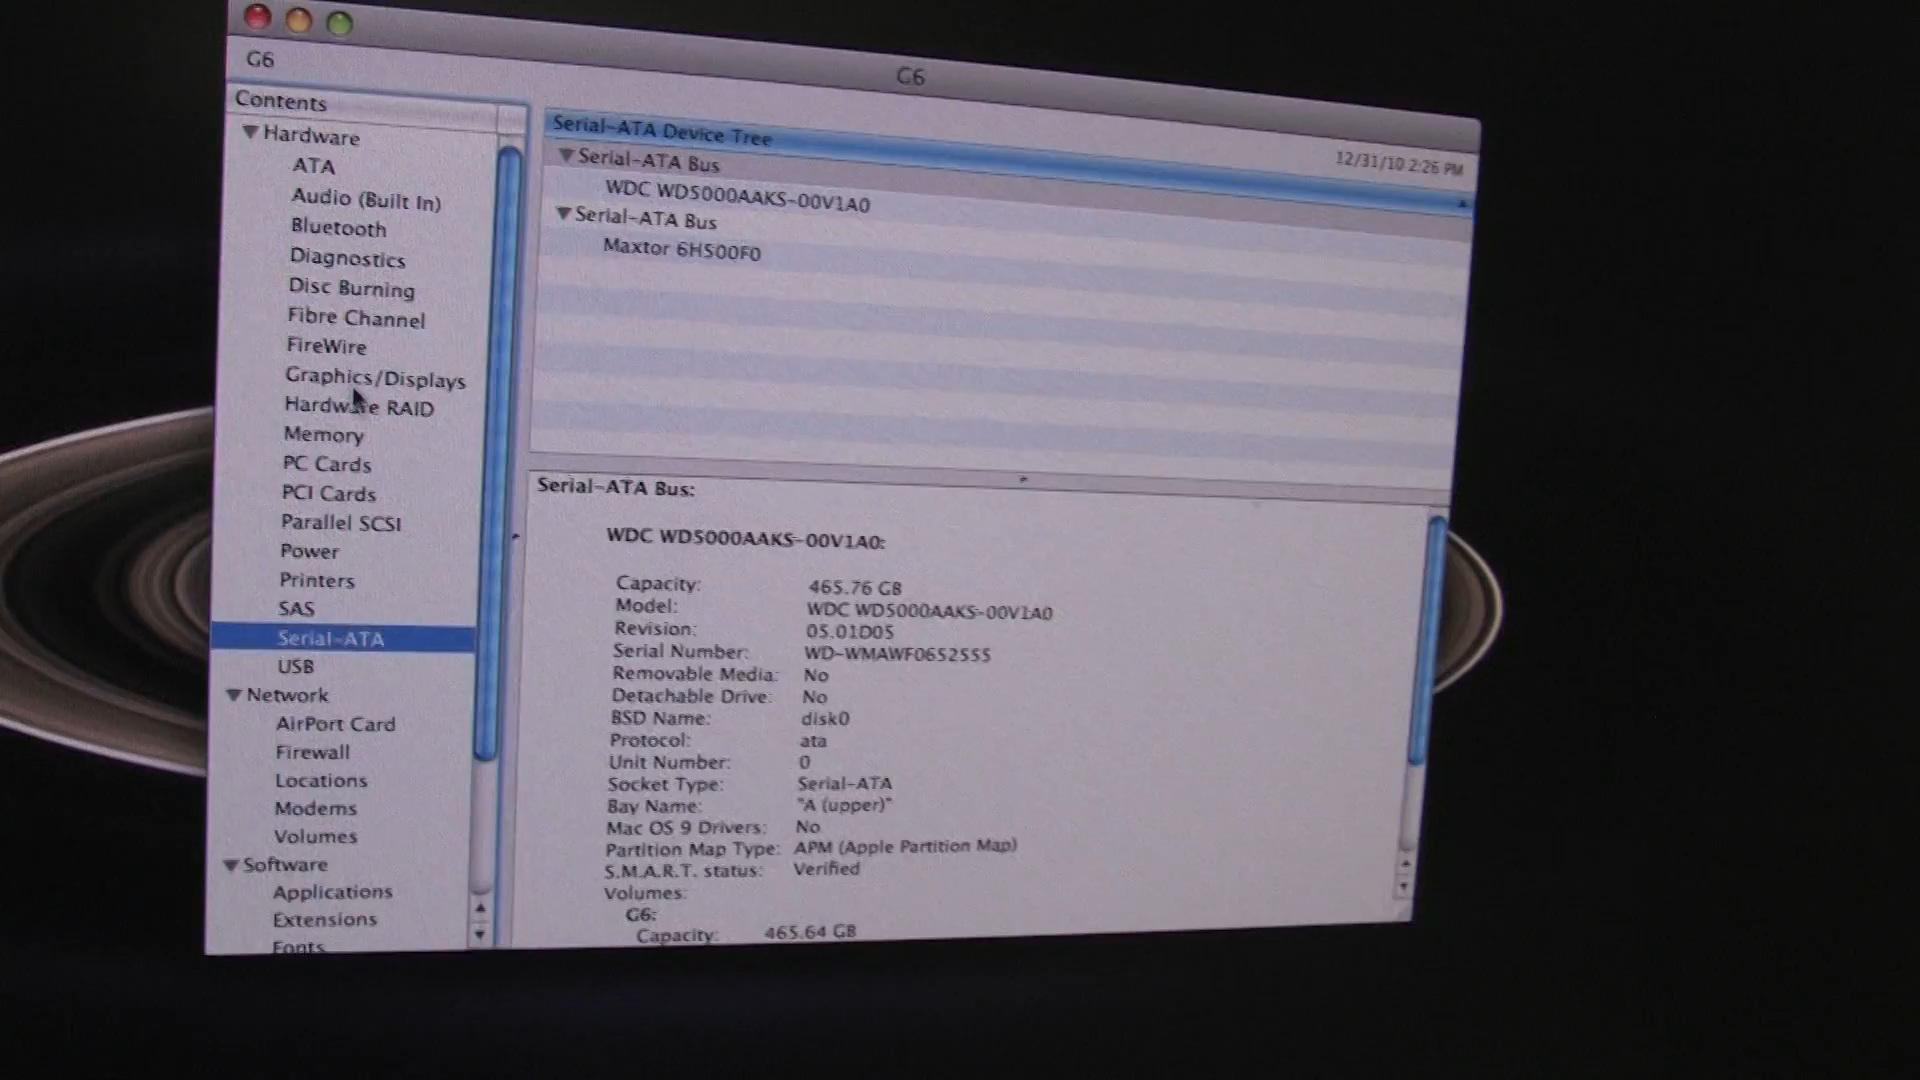 G6
G6
12/31/10 2:26 PM
Contents
Hardware
ATA
Audio (Built In)
Bluetooth
Diagnostics
Disc Burning
Fibre Channel
FireWire
Graphics/Displays
Hardware RAID
Memory
PC Cards
PCI Cards
Parallel SCSI
Power
Printers
SAS
Serial-ATA
USB
Network
AirPort Card
Firewall
Locations
Modems
Volumes
Software
Applications
Extensions
Fonts
Serial-ATA Device Tree
Serial-ATA Bus
WDC WD5000AAKS-00V1A0
Serial-ATA Bus
Maxtor 6H500F0
Serial-ATA Bus:
WDC WD5000AAKS-00V1A0:
Capacity: 465.76 GB
Model: WDC WD5000AAKS-00V1A0
Revision: 05.01D05
Serial Number: WD-WMAWF0652555
Removable Media: No
Detachable Drive: No
BSD Name: disk0
Protocol: ata
Unit Number: 0
Socket Type: Serial-ATA
Bay Name: "A (upper)"
Mac OS 9 Drivers: No
Partition Map Type: APM (Apple Partition Map)
S.M.A.R.T. status: Verified
Volumes:
G6:
Capacity: 465.64 GB